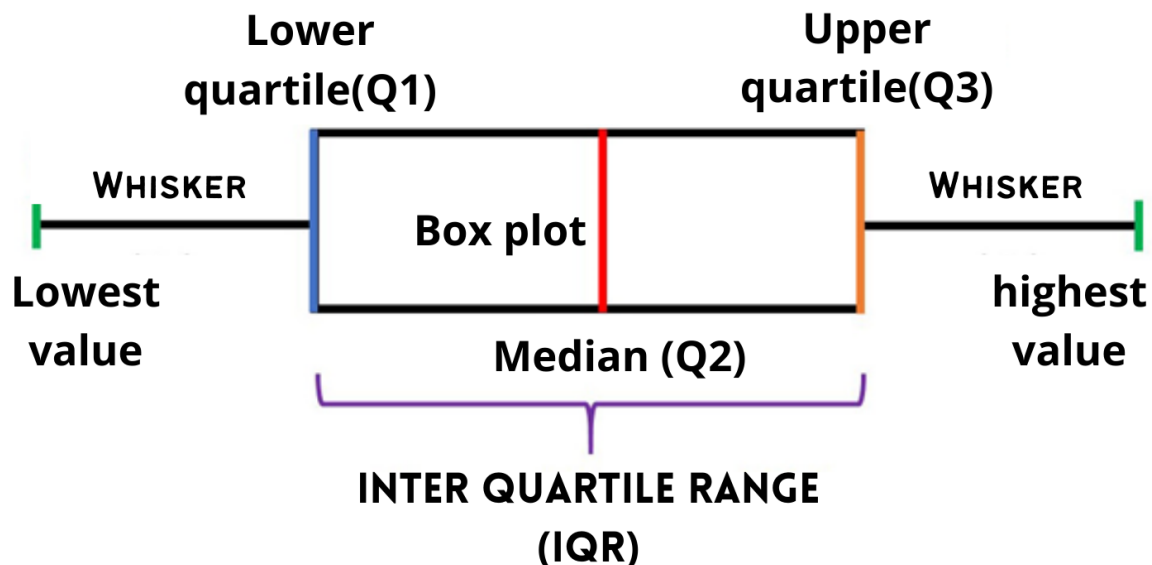 Lower
quartile(Q1)
Upper
quartile(Q3)
WHISKER
WHISKER
Box plot
Lowest
value
highest
value
Median (Q2)
INTER QUARTILE RANGE
(IQR)